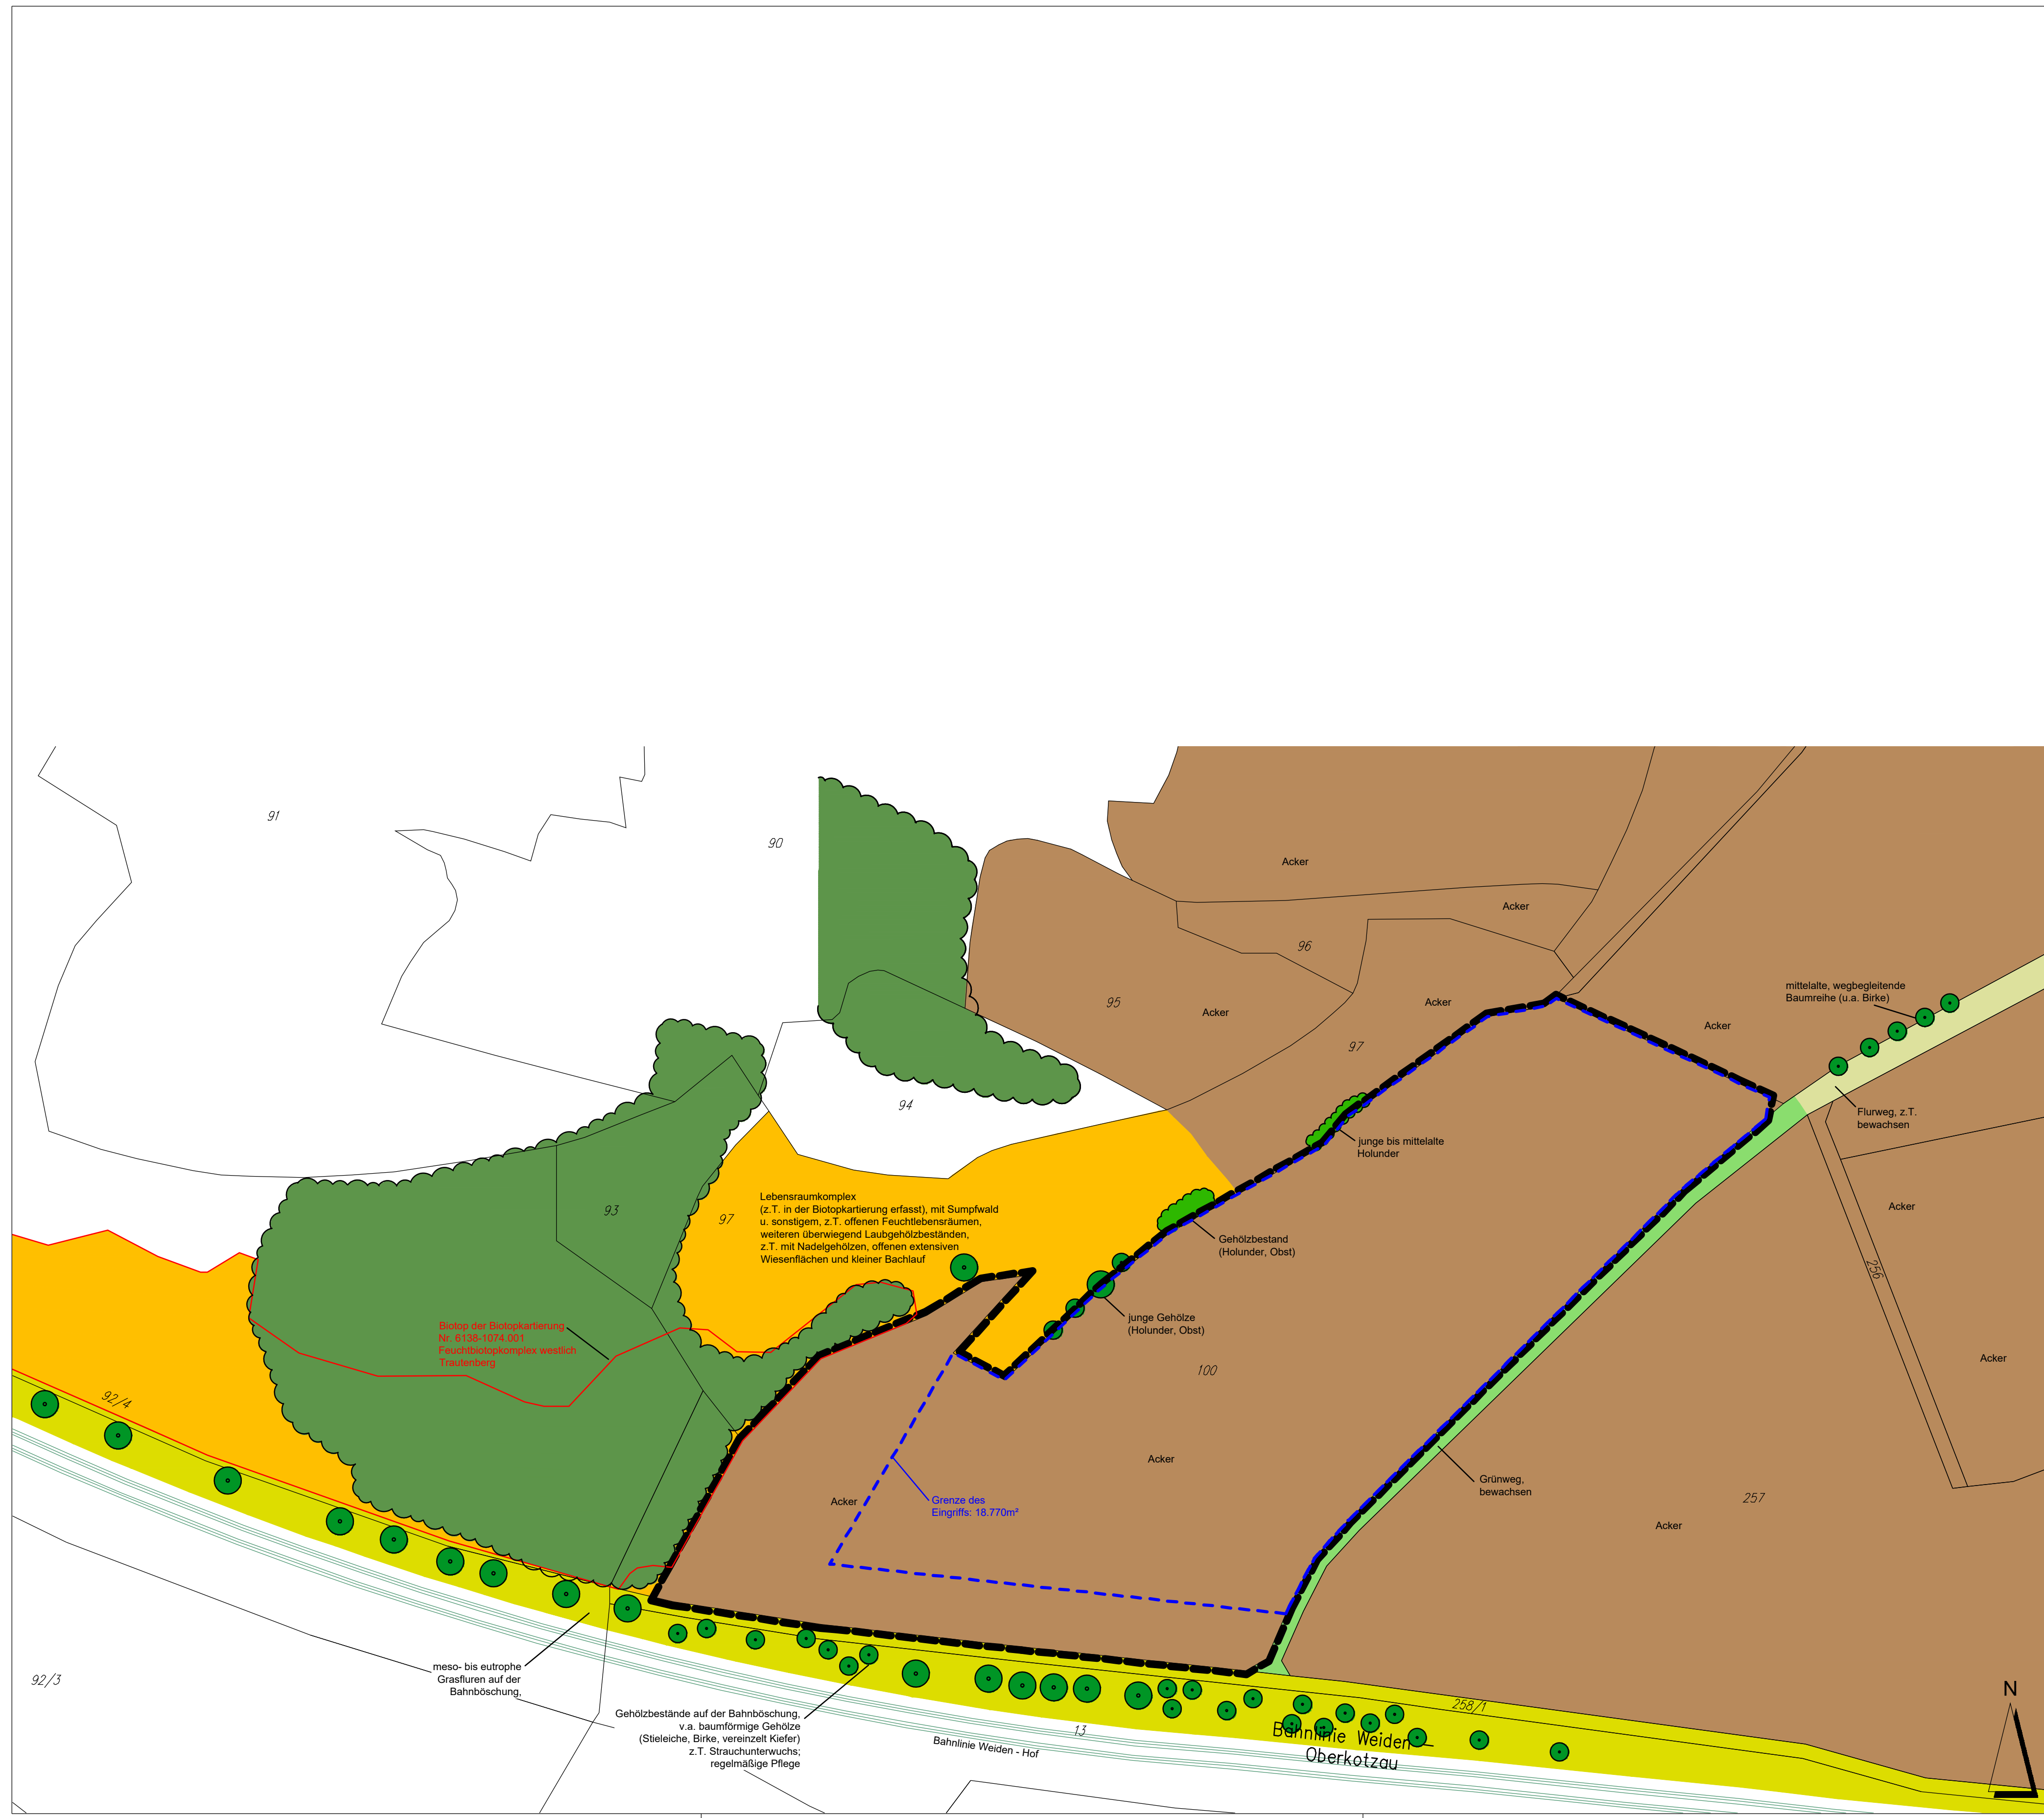 91
90
Acker
Acker
96
95
Acker
Acker
mittelalte, wegbegleitende
Baumreihe (u.a. Birke)
Acker
97
94
Flurweg, z.T.
bewachsen
junge bis mittelalte
Holunder
93
97
Lebensraumkomplex
(z.T. in der Biotopkartierung erfasst), mit Sumpfwald
u. sonstigem, z.T. offenen Feuchtlebensräumen,
weiteren überwiegend Laubgehölzbeständen,
z.T. mit Nadelgehölzen, offenen extensiven
Wiesenflächen und kleiner Bachlauf
Acker
Gehölzbestand
(Holunder, Obst)
256
Biotop der Biotopkartierung
Nr. 6138-1074.001
Feuchtbiotopkomplex westlich
Trautenberg
junge Gehölze
(Holunder, Obst)
Acker
100
92/4
Acker
Grünweg,
bewachsen
Acker
Grenze des
Eingriffs: 18.770m²
257
Acker
92/3
meso- bis eutrophe
Grasfluren auf der
Bahnböschung,
Gehölzbestände auf der Bahnböschung,
v.a. baumförmige Gehölze
(Stieleiche, Birke, vereinzelt Kiefer)
z.T. Strauchunterwuchs;
regelmäßige Pflege
258/1
N
13
Bahnlinie Weiden - Hof
Bahnlinie Weiden –
Oberkotzau